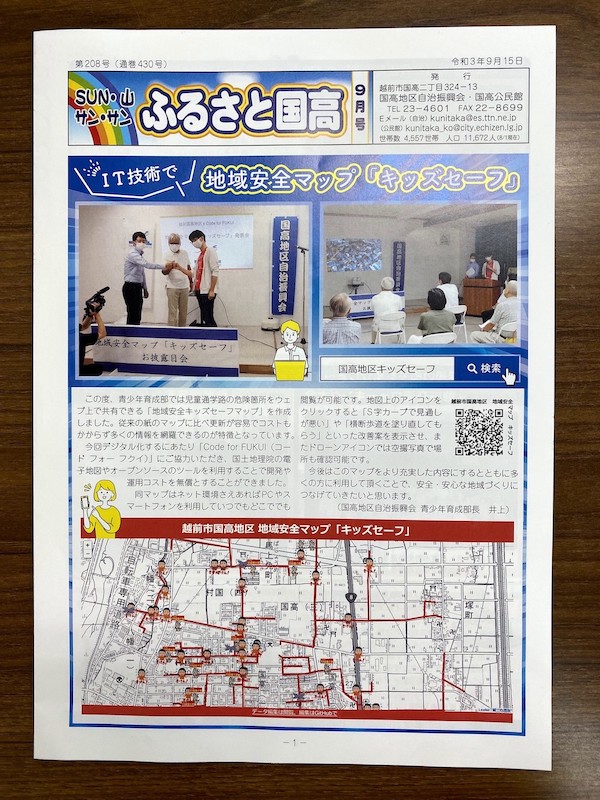 第208号（通巻430号）
令和3年9月15日
SUN・山
サン・サン
ふるさと国高
9月号
発 行
越前市国高二丁目324－13
国高地区自治振興会・国高公民館
TEL 23－4601 FAX 22－8699
Eメール（自治）kunitaka@es.ttn.ne.jp
（公民館）kunitaka_ko@city.echizen.lg.jp
世帯数 4,557世帯 人口 11,672人
IT技術で
地域安全マップ「キッズセーフ」
国高地区自治振興会
地域安全マップ「キッズセーフ」
お披露目会
国高地区キッズセーフ
検索
この度、青少年育成部では児童通学路の危険箇所をウェ
ブ上で共有できる「地域安全キッズセーフマップ」を作成
しました。従来の紙のマップに比べ更新が容易でコストも
かからず多くの情報を網羅できるのが特徴となっています。
今回デジタル化するにあたり「Code for FUKUI（コー
ド フォー フクイ）」にご協力いただき、国土地理院の電
子地図やオープンソースのツールを利用することで開発や
運用コストを無償とすることができました。
同マップはネット環境さえあればPCやス
マートフォンを利用していつでもどこででも
閲覧が可能です。地図上のアイコンを
クリックすると「S字カーブで見通し
が悪い」や「横断歩道を塗り直しても
らう」といった改善案を表示させ、ま
たドローンアイコンでは空撮写真で場
所も確認可能です。
今後はこのマップをより充実した内容にするとともに多
くの方に利用して頂くことで、安全・安心な地域づくりに
つなげていきたいと思います。
（国高地区自治振興会 青少年育成部長 井上）
越前市国高地区 地域安全
マップ キッズセーフ
越前市国高地区 地域安全マップ「キッズセーフ」
自転車専用道路
村国（四）
国高（三）
塚町
データ編集は開館、編集はGitHubで
－1－